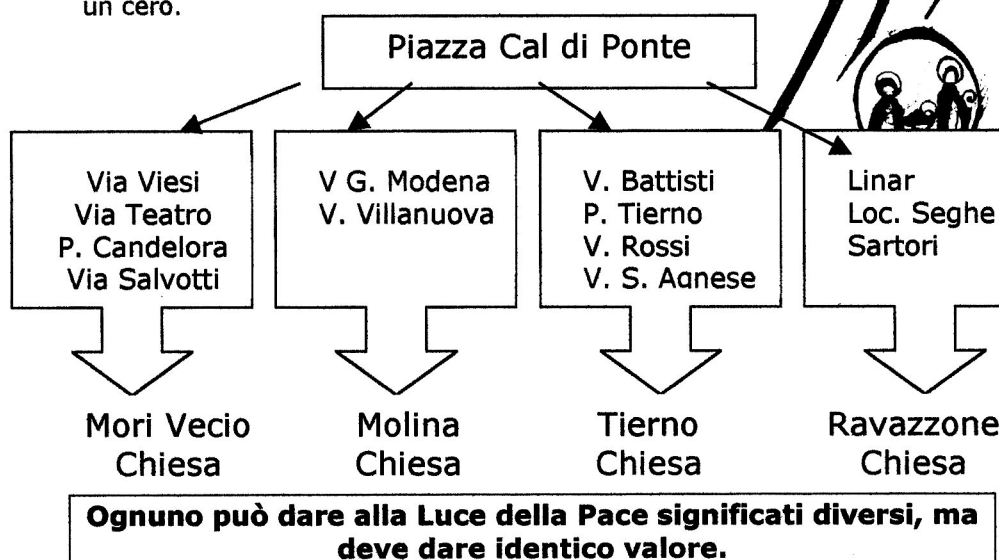 un cero.
Piazza Cal di Ponte
Via Viesi
Via Teatro
P. Candelora
Via Salvotti
V G. Modena
V. Villanuova
V. Battisti
P. Tierno
V. Rossi
V. S. Agnese
Linar
Loc. Seghe
Sartori
Mori Vecio
Chiesa
Molina
Chiesa
Tierno
Chiesa
Ravazzone
Chiesa
Ognuno può dare alla Luce della Pace significati diversi, ma
deve dare identico valore.